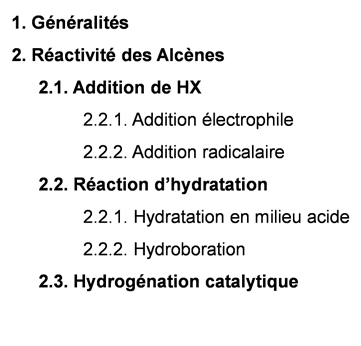 1. Généralités
2. Réactivité des Alcènes
2.1. Addition de HX
2.2.1. Addition électrophile
2.2.2. Addition radicalaire
2.2. Réaction d'hydratation
2.2.1. Hydratation en milieu acide
2.2.2. Hydroboration
2.3. Hydrogénation catalytique